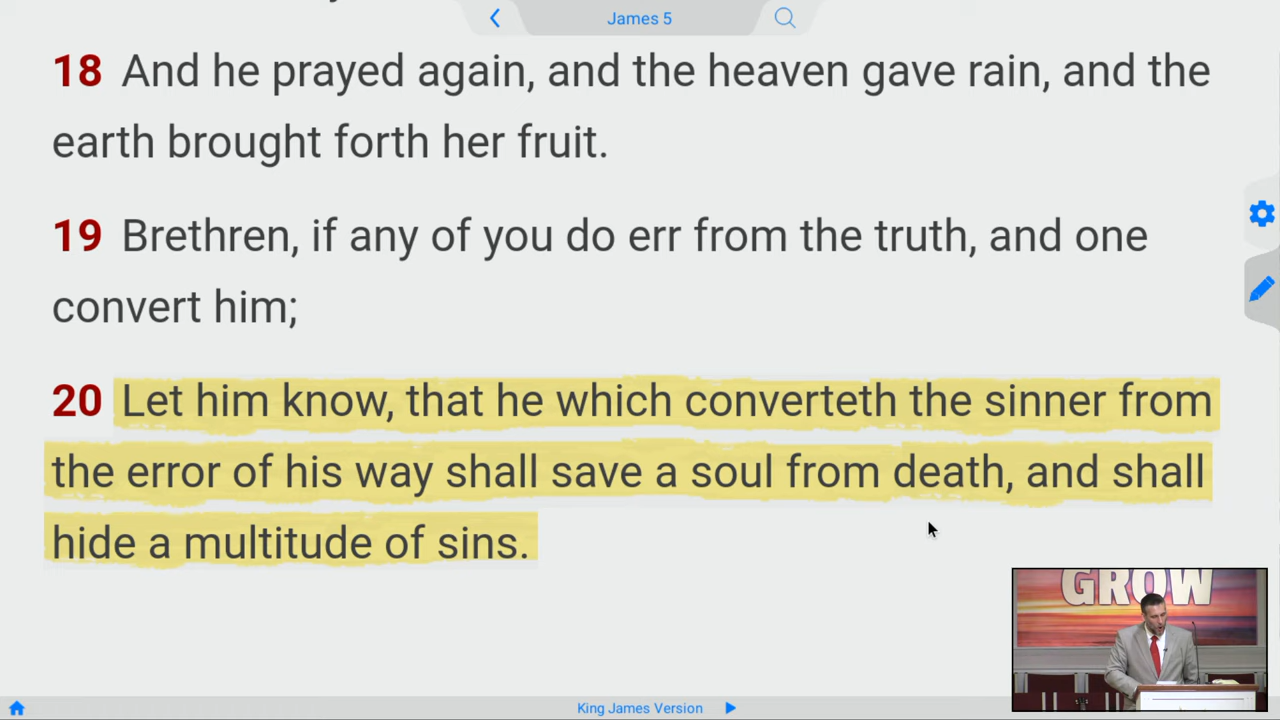 James 5
18 And he prayed again, and the heaven gave rain, and the
earth brought forth her fruit.
19 Brethren, if any of you do err from the truth, and one
convert him;
20 Let him know, that he which converteth the sinner from
the error of his way shall save a soul from death, and shall
hide a multitude of sins.
GROW
King James Version